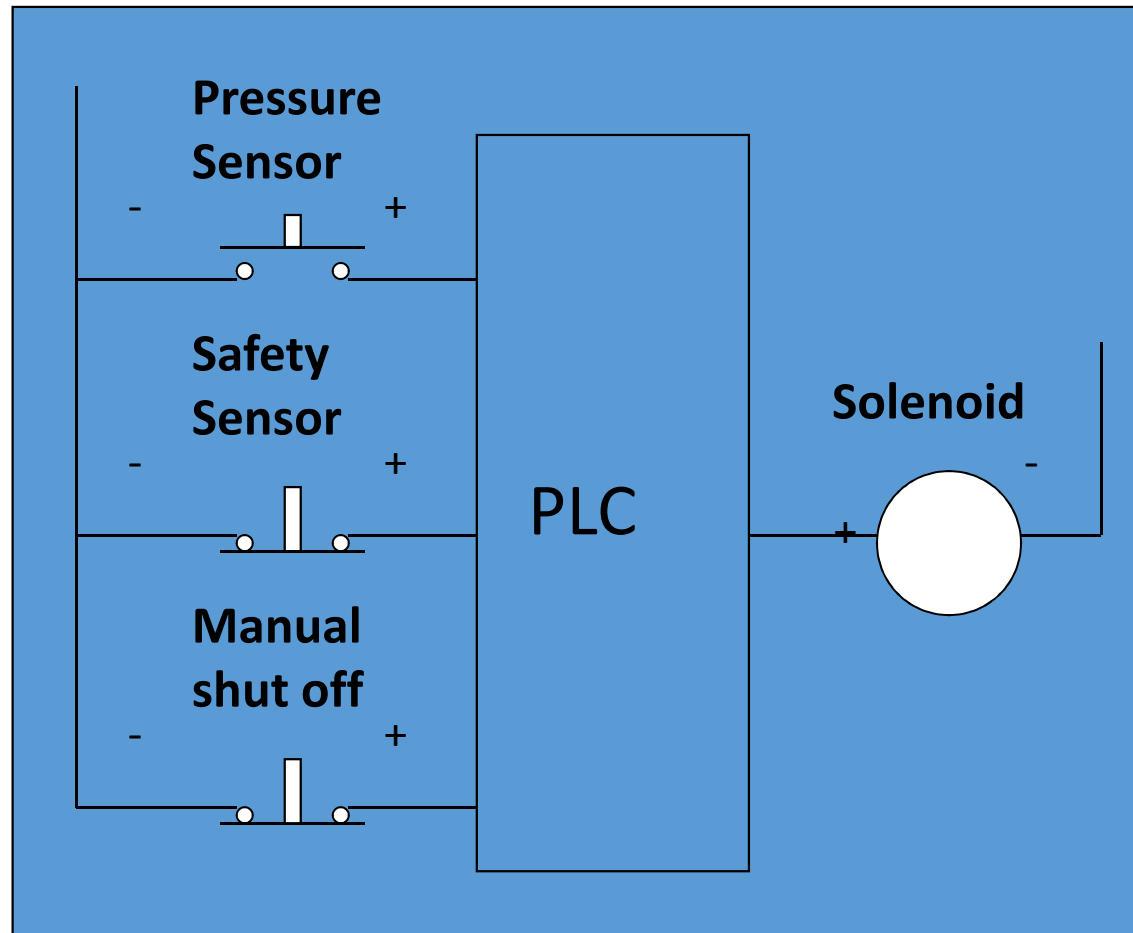 Pressure
Sensor
- +
Safety
Sensor
- +
Manual
shut off
- +
PLC
Solenoid
-
+